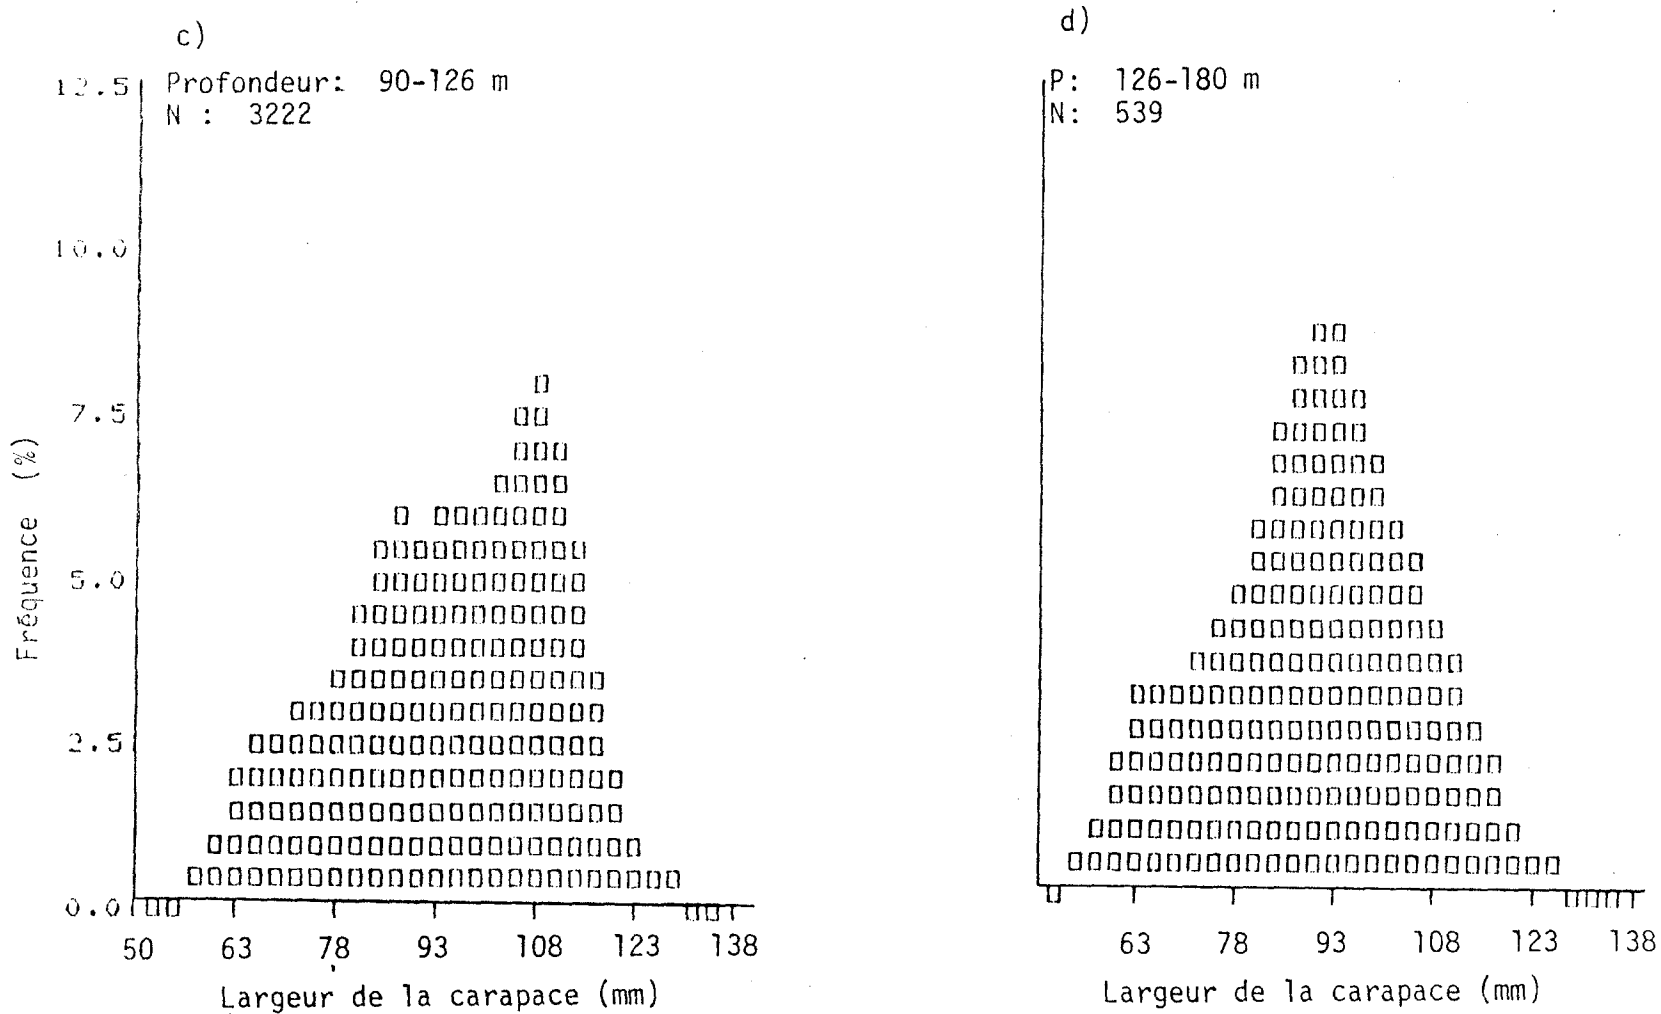 c)
Profondeur: 90-126 m
N : 3222
12.5
10.0
7.5
5.0
2.5
0.0
Fréquence (%)
50 63 78 93 108 123 138
Largeur de la carapace (mm)
d)
P: 126-180 m
N: 539
63 78 93 108 123 138
Largeur de la carapace (mm)